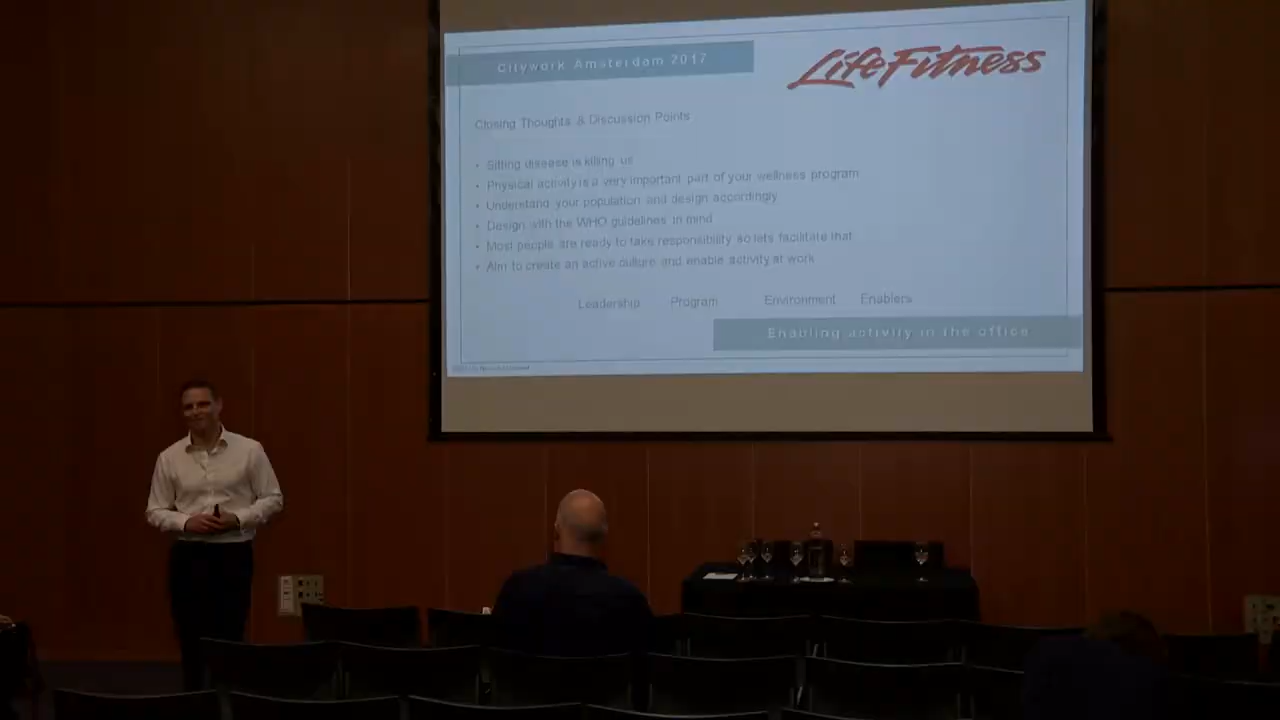 Citywork Amsterdam 2017
LifeFitness
Closing Thoughts & Discussion Points
• Sitting disease is killing us
• Physical activity is a very important part of your wellness program
• Understand your population and design accordingly
• Design with the WHO guidelines in mind
• Most people are ready to take responsibility so lets facilitate that
• Aim to create an active culture and enable activity at work
Leadership Program Environment Enablers
Enabling activity in the office